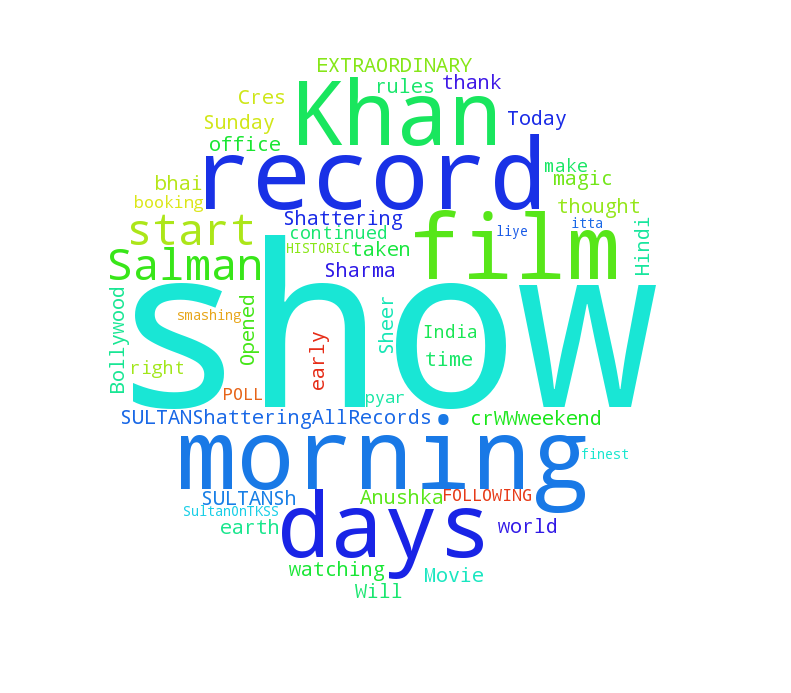 EXTRAORDINARY
Cres
Khan
rules
thank
Sunday
Today
office
record
make
bhai
magic
booking
thought
start
Shattering
film
liye
itta
Hindi
continued
HISTORIC
taken
Salman
Sharma
show
Bollywood
smashing
Opened
early
Sheer
India
time
right
POLL
pyar
SULTANShatteringAllRecords
crWWweekend
morning
finest
SULTANSh
Anushka
FOLLOWING
SultanOnTKSS
days
earth
world
watching
Movie
Will